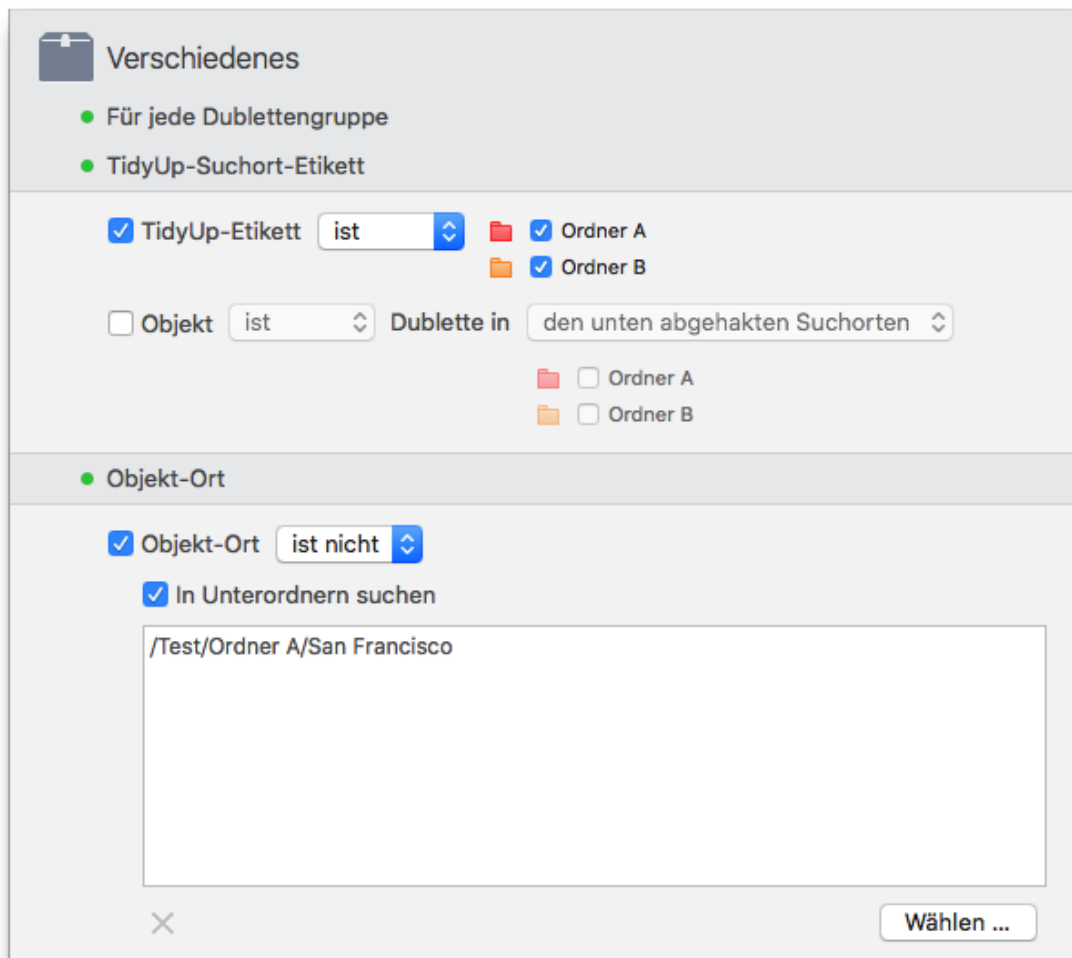 Verschiedenes
Für jede Dublettengruppe
TidyUp-Suchort-Etikett
TidyUp-Etikett ist Ordner A
Ordner B
Objekt ist Dublette in den unten abgehakten Suchorten
Ordner A
Ordner B
Objekt-Ort
Objekt-Ort ist nicht
In Unterordnern suchen
/Test/Ordner A/San Francisco
Wählen ...